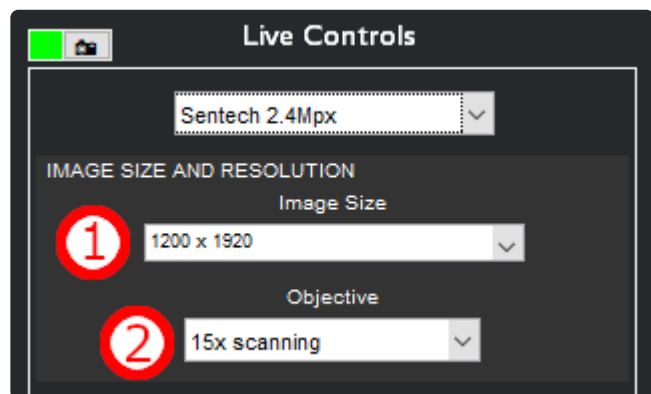 Live Controls
Sentech 2.4Mpx
IMAGE SIZE AND RESOLUTION
Image Size
1
1200 x 1920
Objective
2
15x scanning